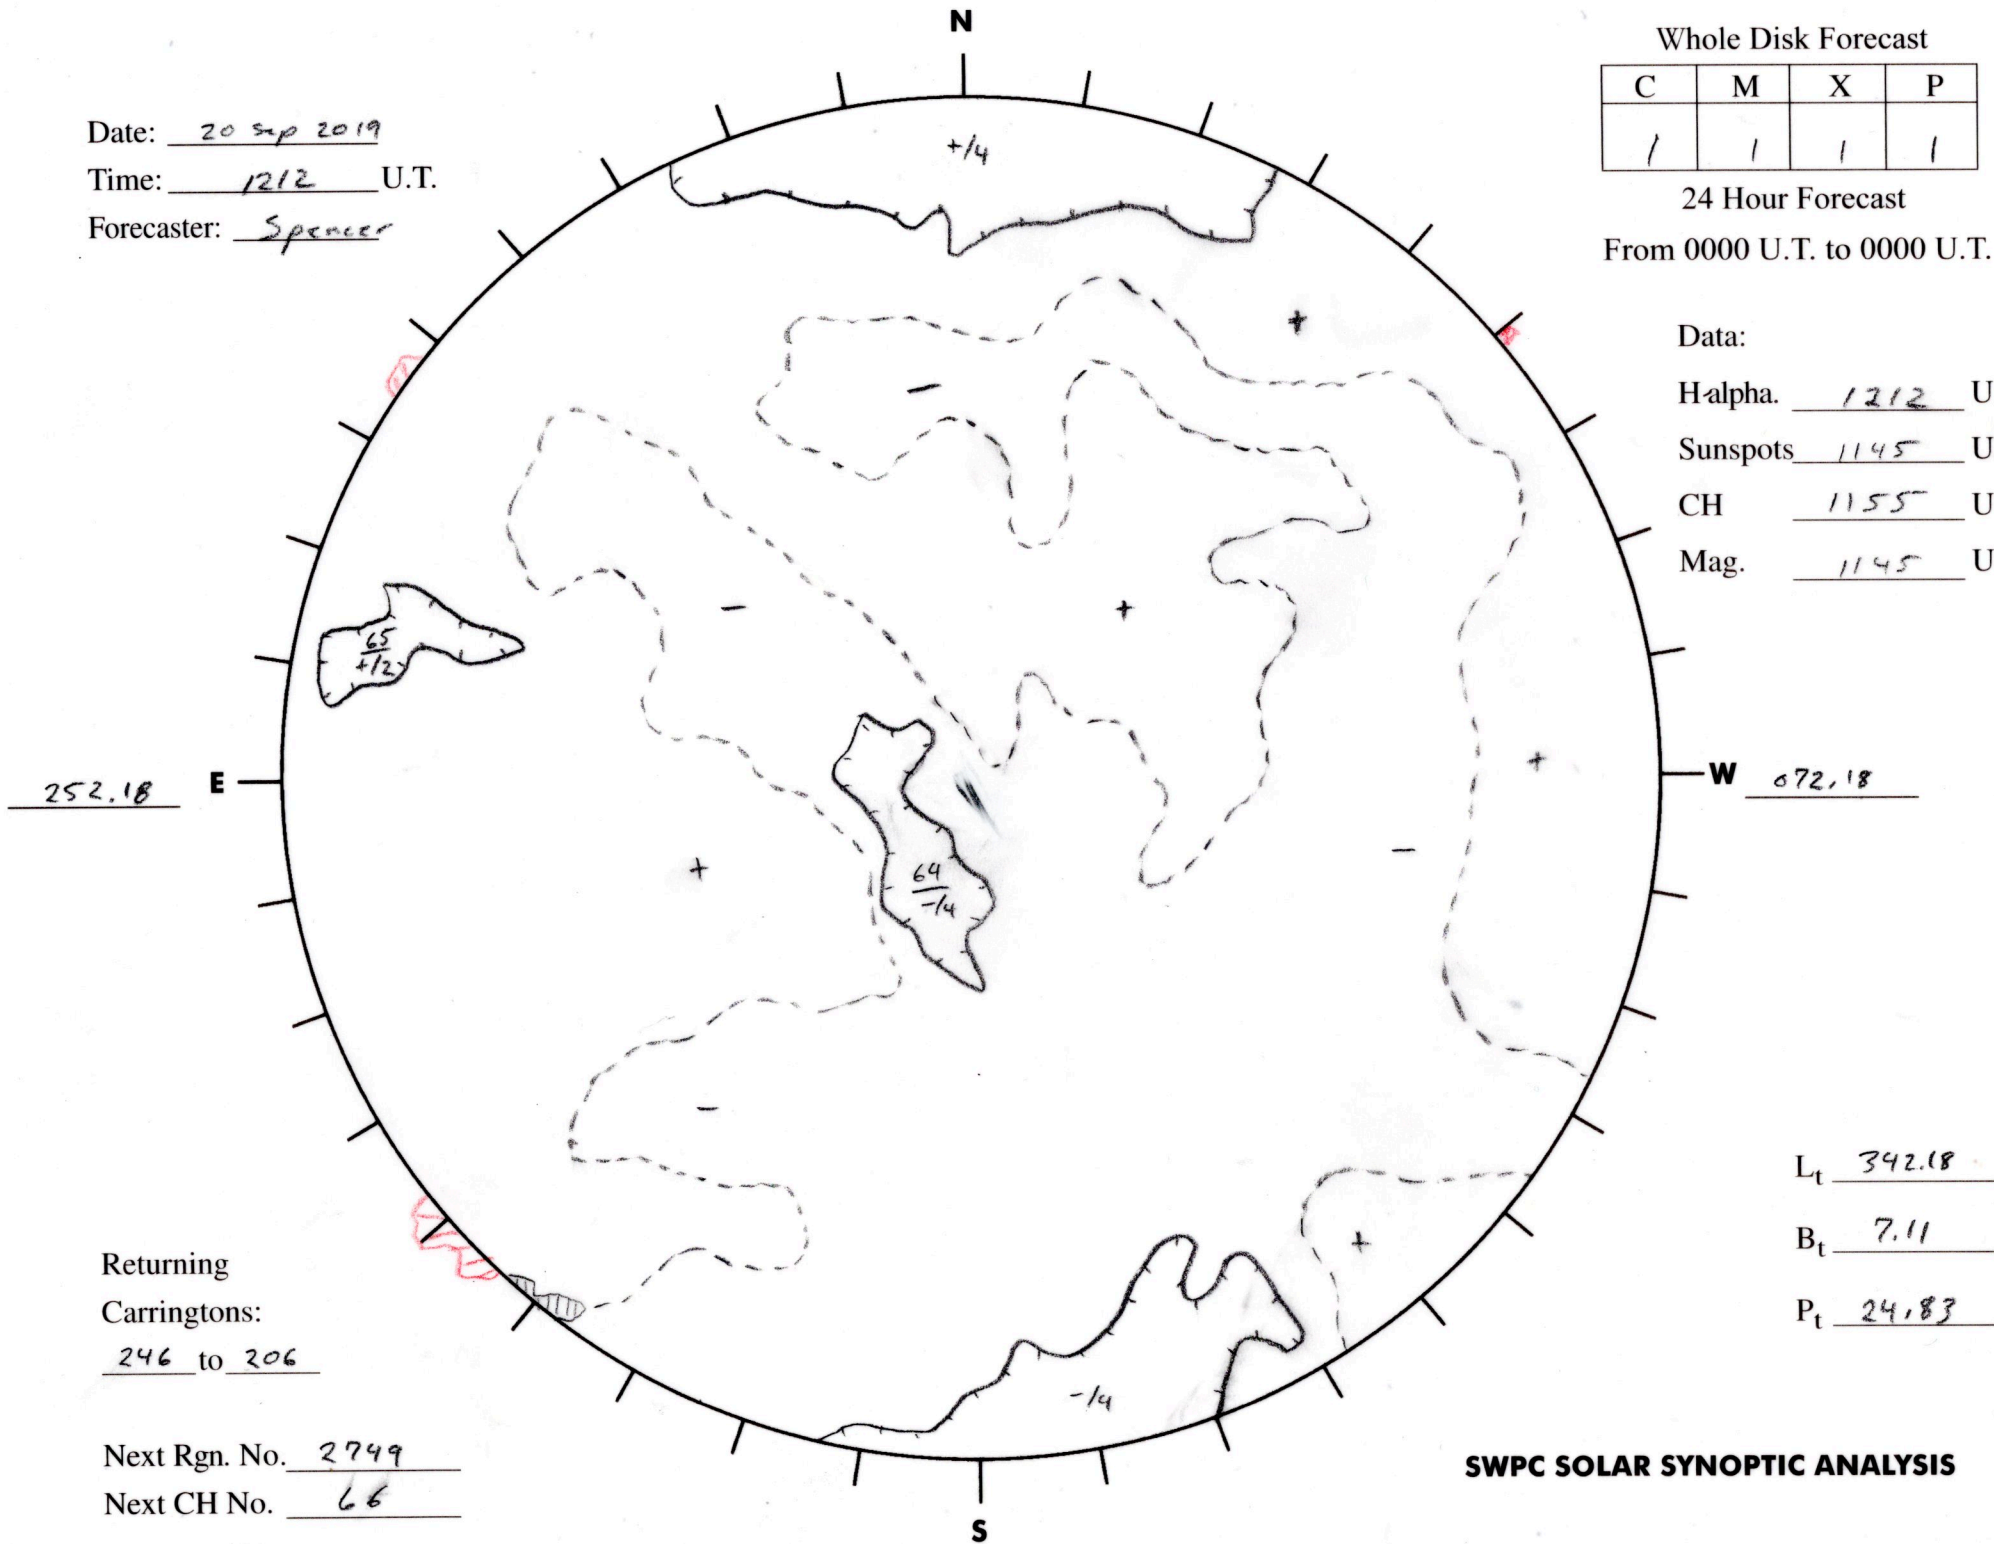 N
Whole Disk Forecast
C M X P
1 1 1 1
24 Hour Forecast
From 0000 U.T. to 0000 U.T.
Date: 20 Sep 2019
Time: 1212 U.T.
Forecaster: Spencer
+/4
+
Data:
H-alpha. 1212 U
Sunspots 1145 U
CH 1155 U
Mag. 1145 U
-
-
+
65
+/2
+
252.18 E
W 072.18
+
64
-/4
-
-
+
-/4
Lt 342.18
Bt 7.11
Pt 24.83
Returning
Carringtons:
246 to 206
Next Rgn. No. 2749
Next CH No. 66
SWPC SOLAR SYNOPTIC ANALYSIS
S